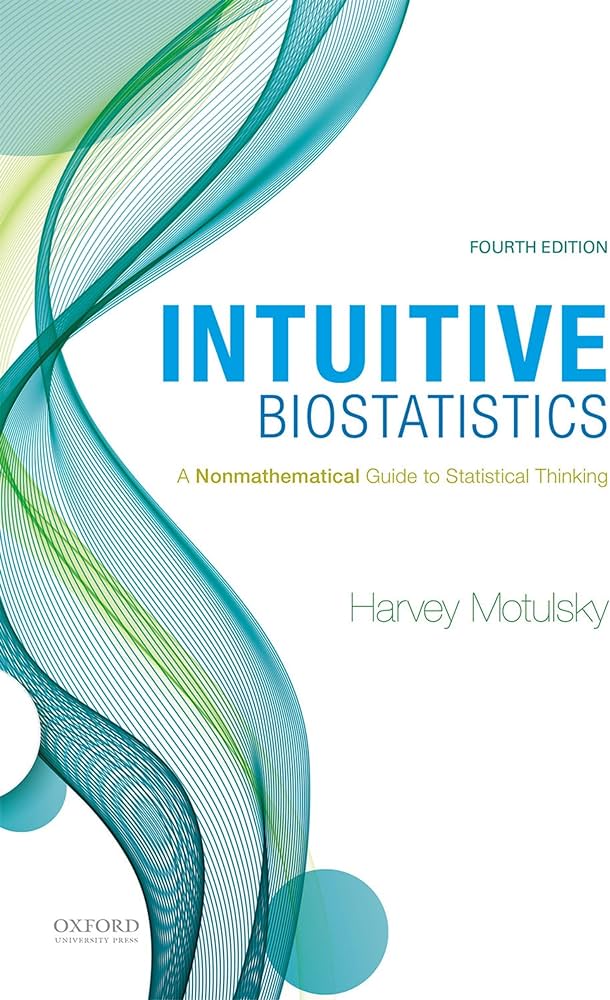 FOURTH EDITION
INTUITIVE
BIOSTATISTICS
A Nonmathematical Guide to Statistical Thinking
Harvey Motulsky
OXFORD
UNIVERSITY PRESS